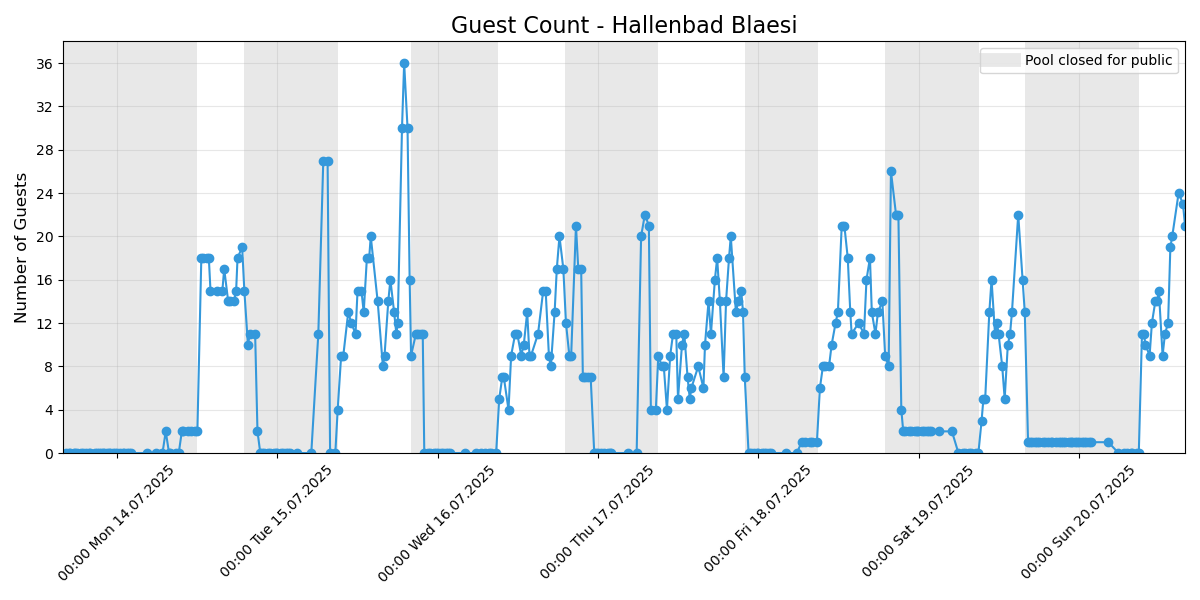 Guest Count - Hallenbad Blaesi
Pool closed for public
Number of Guests
36
32
28
24
20
16
12
8
4
0
00:00 Mon 14.07.2025
00:00 Tue 15.07.2025
00:00 Wed 16.07.2025
00:00 Thu 17.07.2025
00:00 Fri 18.07.2025
00:00 Sat 19.07.2025
00:00 Sun 20.07.2025